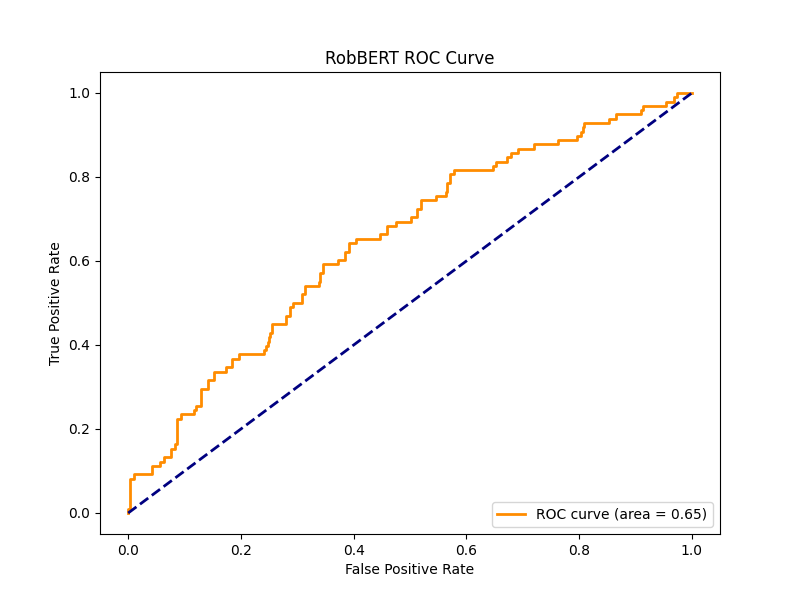 RobBERT ROC Curve
1.0
0.8
0.6
0.4
0.2
0.0
True Positive Rate
ROC curve (area = 0.65)
0.0 0.2 0.4 0.6 0.8 1.0
False Positive Rate